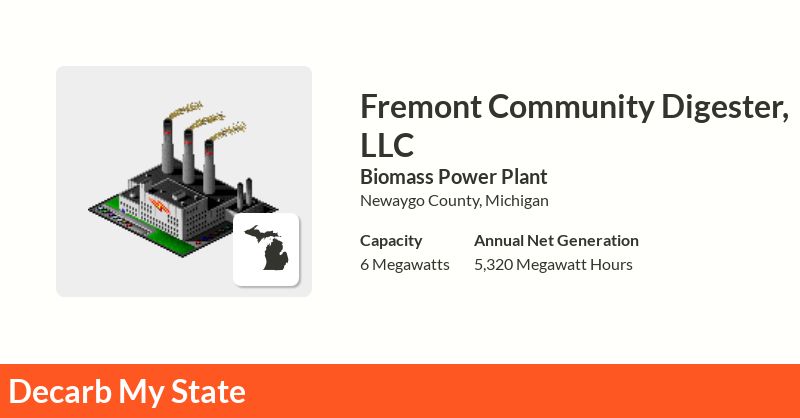 Fremont Community Digester,
LLC
Biomass Power Plant
Newaygo County, Michigan
Capacity
Annual Net Generation
6 Megawatts
5,320 Megawatt Hours
Decarb My State